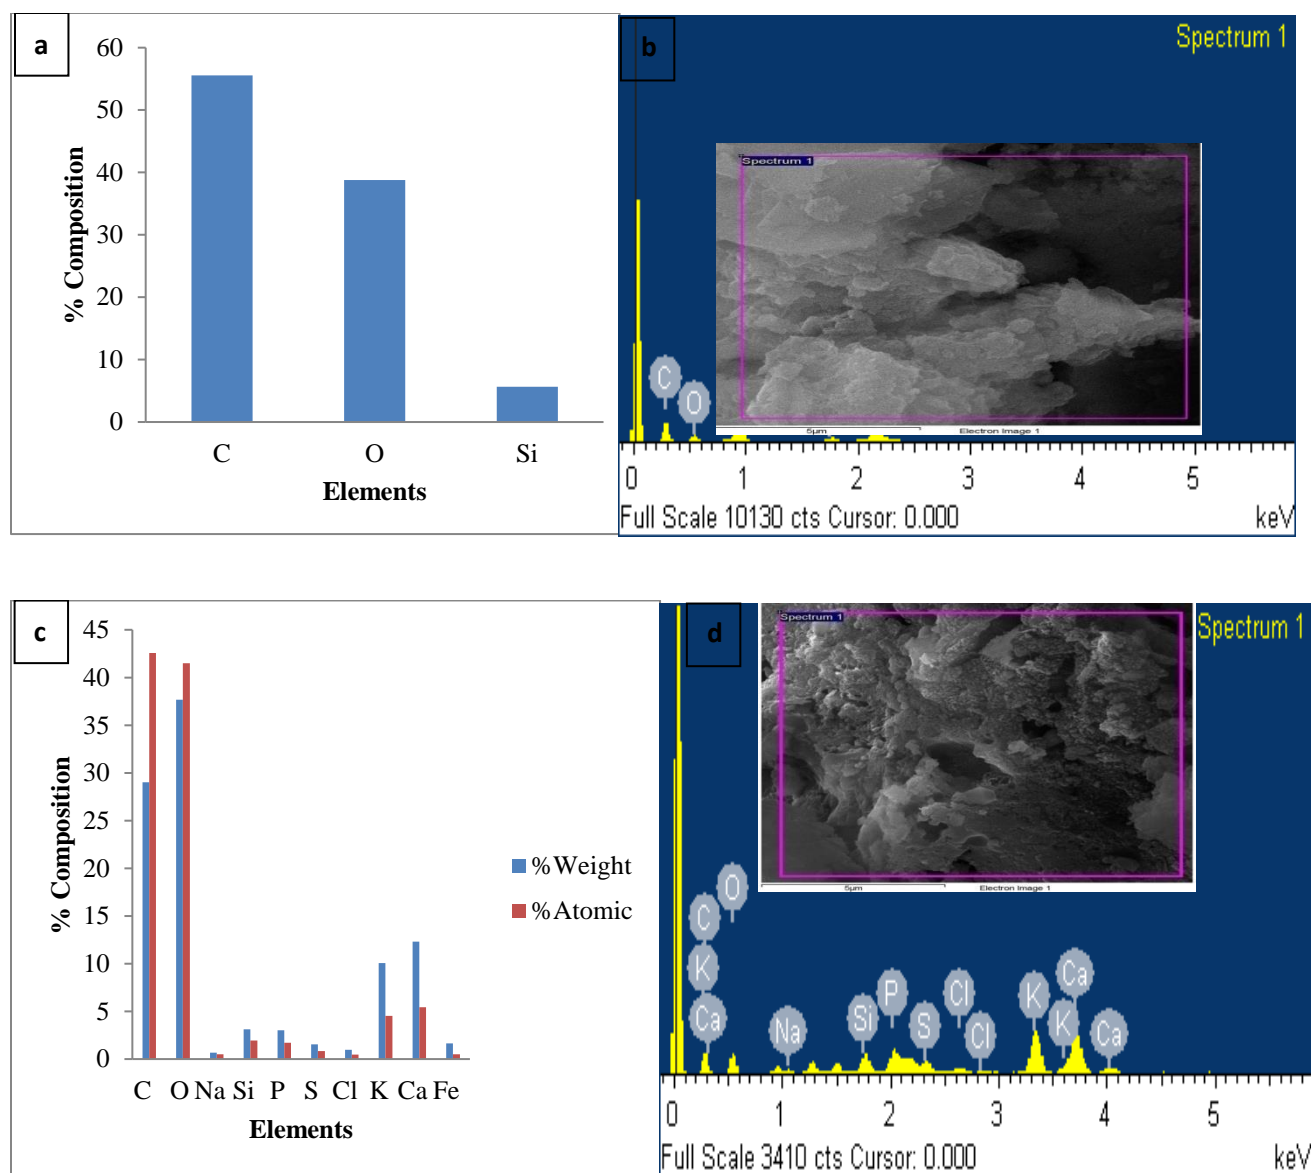 a
60
50
40
30
20
10
0
% Composition
C O Si
Elements
b
Spectrum 1
Spectrum 1
5µm Electron Image 1
C
O
0 1 2 3 4 5
Full Scale 10130 cts Cursor: 0.000 keV
c
45
40
35
30
25
20
15
10
5
0
% Composition
C O Na Si P S Cl K Ca Fe
Elements
%Weight
%Atomic
d
Spectrum 1
Spectrum 1
5µm Electron Image 1
O
C
K
Ca
Na
Si
P
S
Cl
Cl
K
K
Ca
Ca
0 1 2 3 4 5
Full Scale 3410 cts Cursor: 0.000 keV